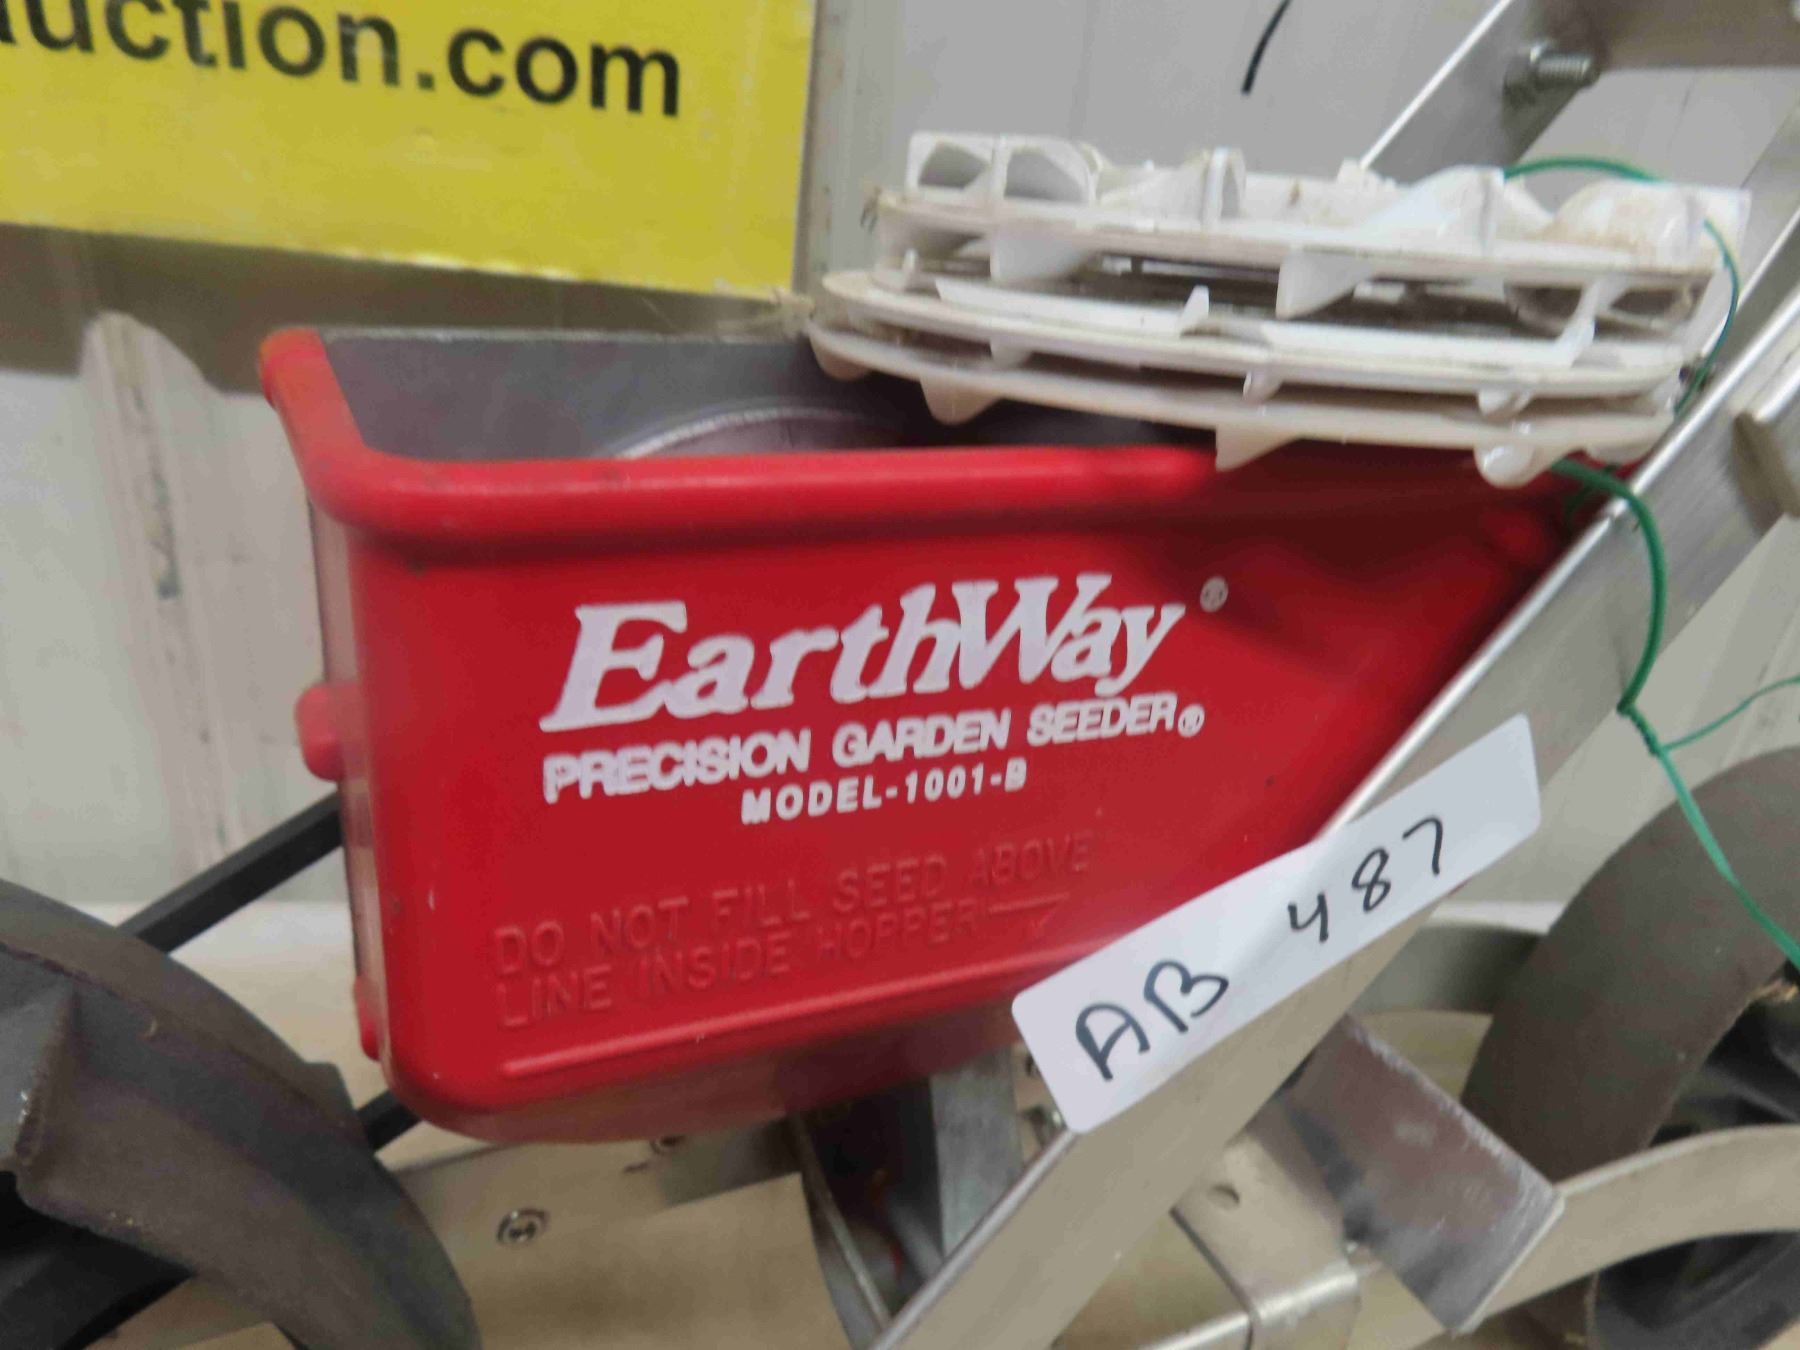 uction.com
EarthWay®
PRECISION GARDEN SEEDER®
MODEL-1001-B
DO NOT FILL SEED ABOVE
LINE INSIDE HOPPER
AB 487